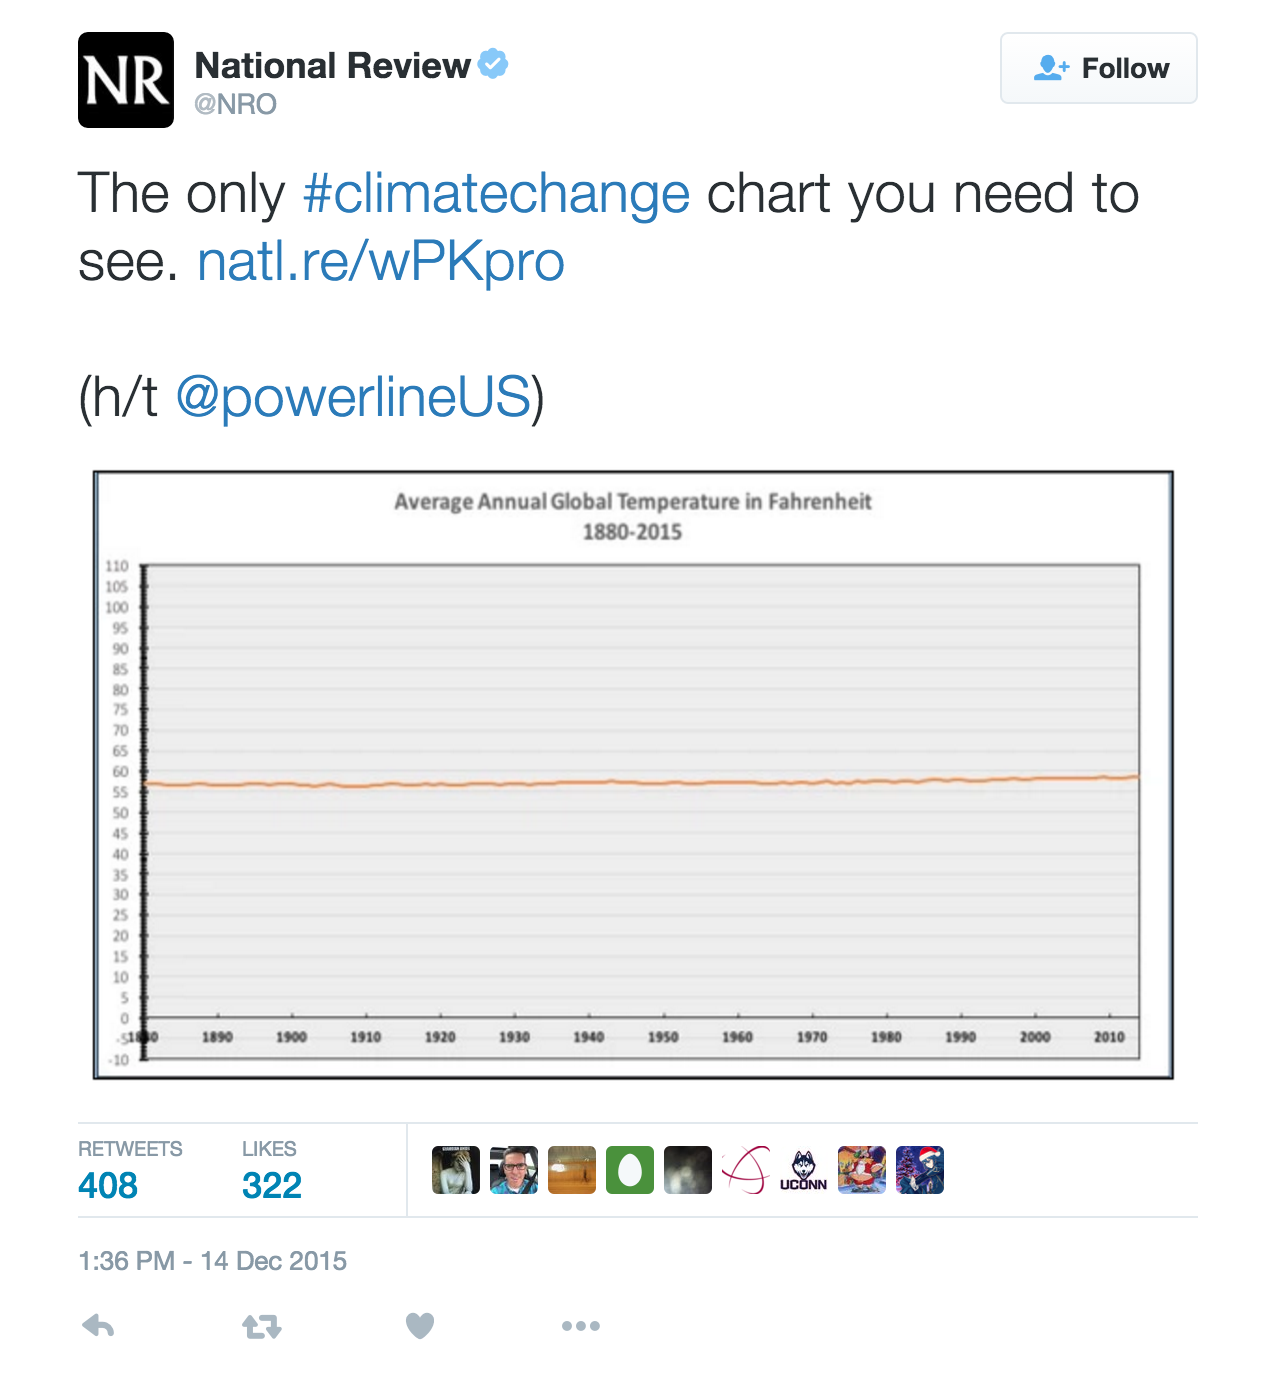 NR
National Review
@NRO
Follow
The only #climatechange chart you need to
see. natl.re/wPKpro
(h/t @powerlineUS)
Average Annual Global Temperature in Fahrenheit
1880-2015
110
105
100
95
90
85
80
75
70
65
60
55
50
45
40
35
30
25
20
15
10
5
0
-5
-10
1880 1890 1900 1910 1920 1930 1940 1950 1960 1970 1980 1990 2000 2010
RETWEETS LIKES
408 322
UCONN
1:36 PM - 14 Dec 2015